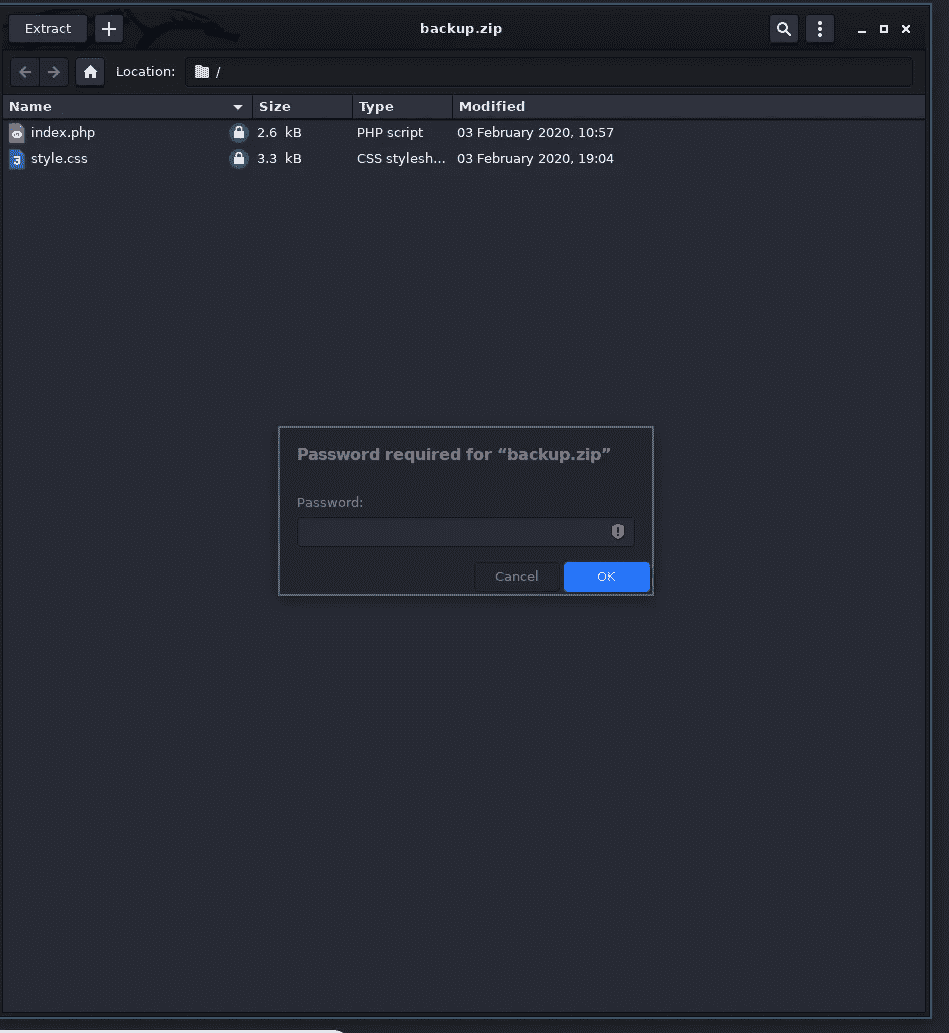 Extract
backup.zip
Location: /
Name Size Type Modified
index.php 2.6 kB PHP script 03 February 2020, 10:57
style.css 3.3 kB CSS stylesh... 03 February 2020, 19:04
Password required for “backup.zip”
Password:
Cancel OK